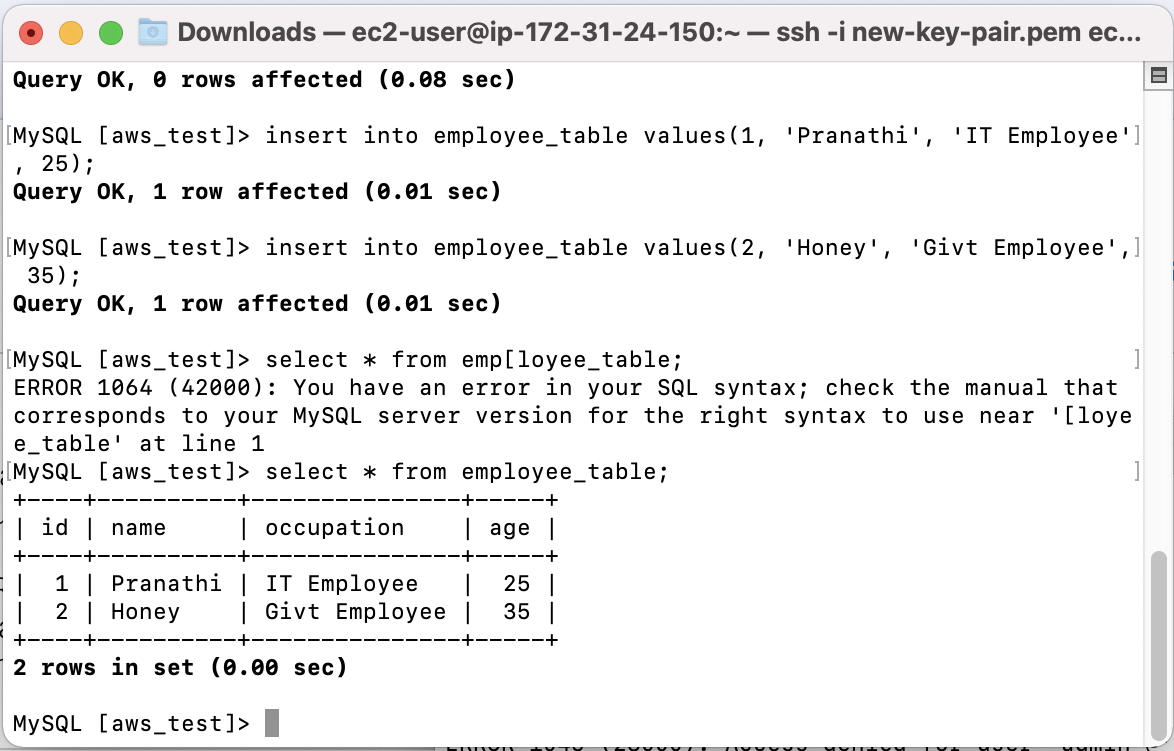 Downloads — ec2-user@ip-172-31-24-150:~ — ssh -i new-key-pair.pem ec...
Query OK, 0 rows affected (0.08 sec)
[MySQL [aws_test]> insert into employee_table values(1, 'Pranathi', 'IT Employee']
, 25);
Query OK, 1 row affected (0.01 sec)
[MySQL [aws_test]> insert into employee_table values(2, 'Honey', 'Givt Employee',]
 35);
Query OK, 1 row affected (0.01 sec)
[MySQL [aws_test]> select * from emp[loyee_table; ]
ERROR 1064 (42000): You have an error in your SQL syntax; check the manual that
corresponds to your MySQL server version for the right syntax to use near '[loye
e_table' at line 1
[MySQL [aws_test]> select * from employee_table; ]
+----+----------+---------------+-----+
| id | name     | occupation    | age |
+----+----------+---------------+-----+
|  1 | Pranathi | IT Employee   |  25 |
|  2 | Honey    | Givt Employee |  35 |
+----+----------+---------------+-----+
2 rows in set (0.00 sec)
MySQL [aws_test]>